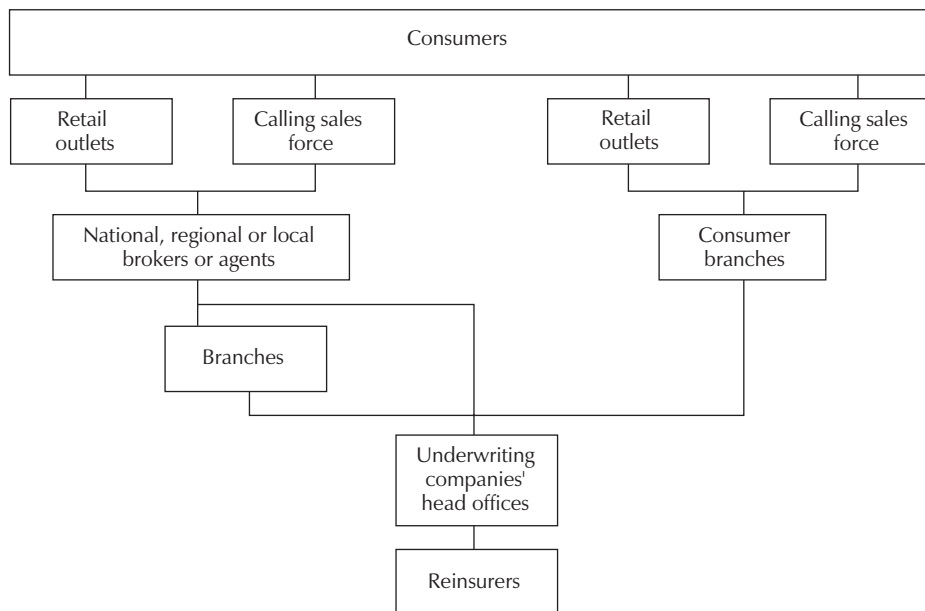 Consumers
Retail
outlets
Calling sales
force
Retail
outlets
Calling sales
force
National, regional or local
brokers or agents
Consumer
branches
Branches
Underwriting
companies'
head offices
Reinsurers